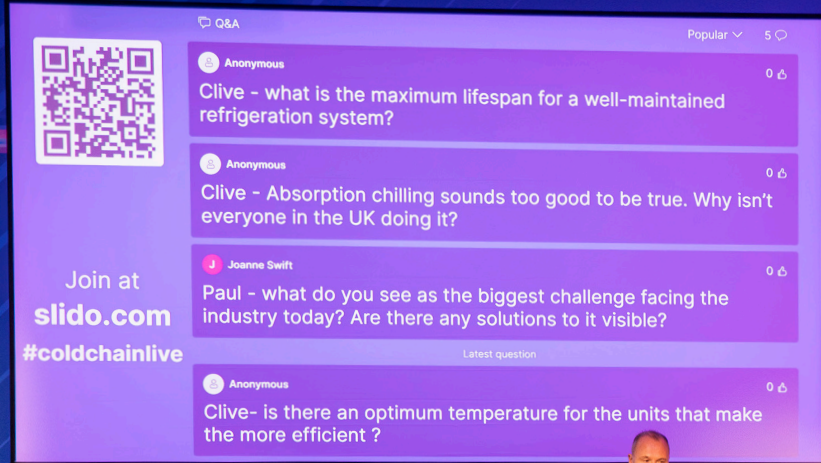 Q&A
Popular
5
Anonymous
0
Clive - what is the maximum lifespan for a well-maintained
refrigeration system?
Anonymous
0
Clive - Absorption chilling sounds too good to be true. Why isn't
everyone in the UK doing it?
J
Joanne Swift
0
Paul - what do you see as the biggest challenge facing the
industry today? Are there any solutions to it visible?
Latest question
Anonymous
0
Clive- is there an optimum temperature for the units that make
the more efficient ?
Join at
slido.com
#coldchainlive